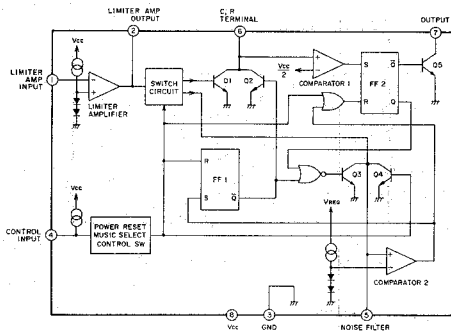 LIMITER AMP
OUTPUT
C, R
TERMINAL
OUTPUT
2
6
7
Vcc
LIMITER
AMP
INPUT
1
LIMITER
AMPLIFIER
SWITCH
CIRCUIT
Q1
Q2
Vcc
2
COMPARATOR 1
S
Q
FF 2
R
Q
Q5
R
FF 1
S
Q
Q3
Q4
Vcc
CONTROL
INPUT
4
POWER RESET
MUSIC SELECT
CONTROL SW
VREG
COMPARATOR 2
8
Vcc
3
GND
5
NOISE FILTER